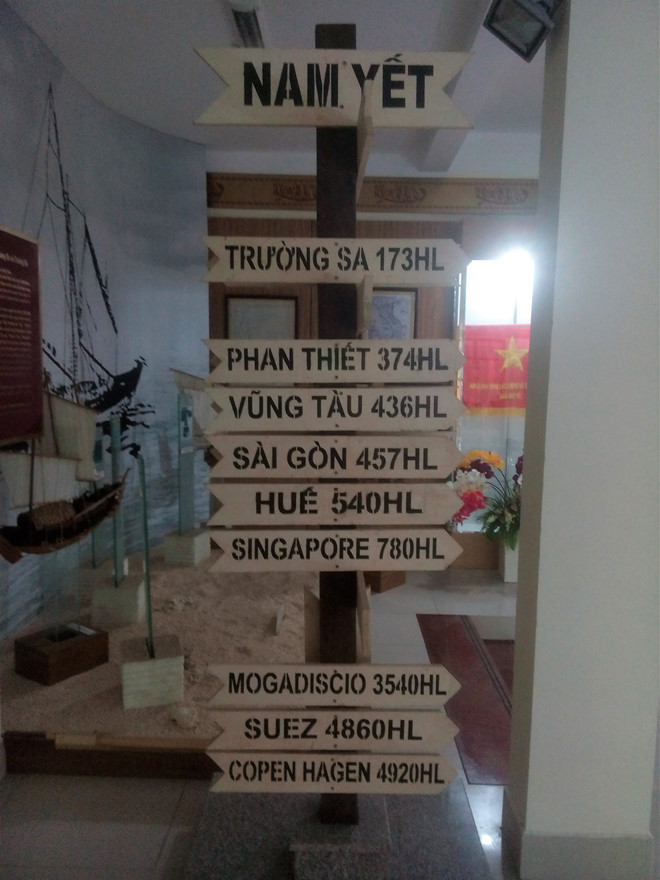 NAM YẾT
TRƯỜNG SA 173HL
PHAN THIẾT 374HL
VŨNG TÀU 436HL
SÀI GÒN 457HL
HUẾ 540HL
SINGAPORE 780HL
MOGADISCIO 3540HL
SUEZ 4860HL
COPEN HAGEN 4920HL